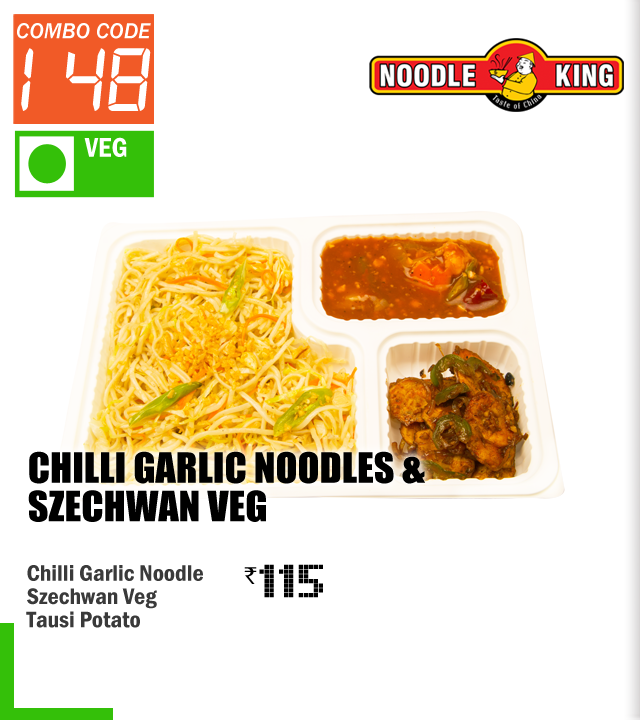 COMBO CODE
148
VEG
NOODLE KING
Taste of China
CHILLI GARLIC NOODLES &
SZECHWAN VEG
Chilli Garlic Noodle
Szechwan Veg
Tausi Potato
₹115